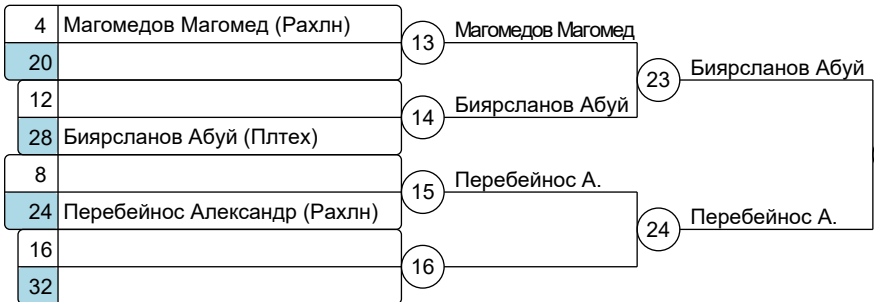 4 Магомедов Магомед (Рахлн)
20
13 Магомедов Магомед
12
28 Биярсланов Абуй (Плтех)
14 Биярсланов Абуй
23 Биярсланов Абуй
8
24 Перебейнос Александр (Рахлн)
15 Перебейнос А.
16
32
16
24 Перебейнос А.